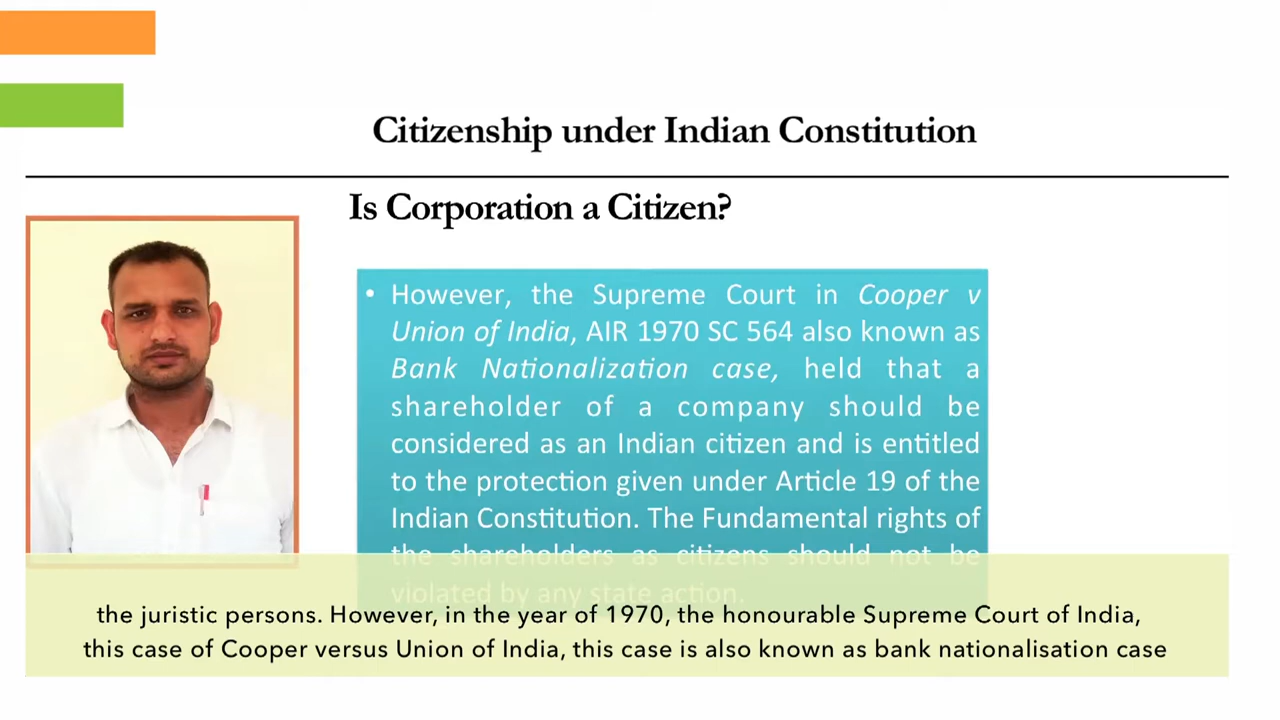 Citizenship under Indian Constitution
Is Corporation a Citizen?
• However, the Supreme Court in Cooper v
Union of India, AIR 1970 SC 564 also known as
Bank Nationalization case, held that a
shareholder of a company should be
considered as an Indian citizen and is entitled
to the protection given under Article 19 of the
Indian Constitution. The Fundamental rights of
the shareholders as citizens should not be
violated by any state action.
the juristic persons. However, in the year of 1970, the honourable Supreme Court of India,
this case of Cooper versus Union of India, this case is also known as bank nationalisation case